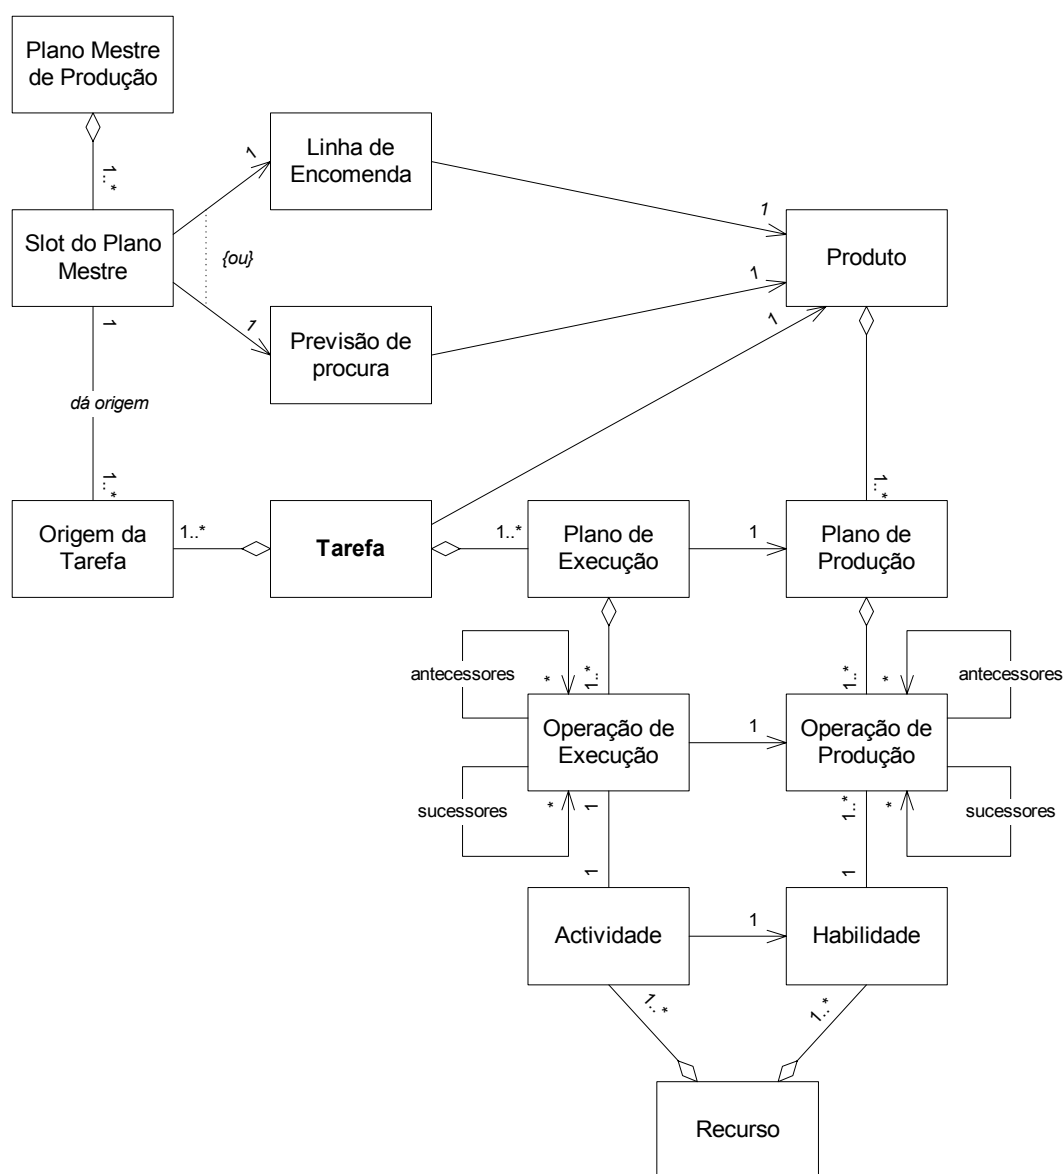 Plano Mestre
de Produção
1..*
Linha de
Encomenda
1
1
Slot do Plano
Mestre
{ou}
Produto
1
1
1
Previsão de
procura
1
1
dá origem
1..*
1..*
Origem da
Tarefa
1..*
Tarefa
1..*
Plano de
Execução
1
Plano de
Produção
antecessores
*
1..*
1..*
*
antecessores
Operação de
Execução
1
Operação de
Produção
sucessores
*
1
1..*
*
sucessores
1
1
Actividade
1
Habilidade
1..*
1..*
Recurso